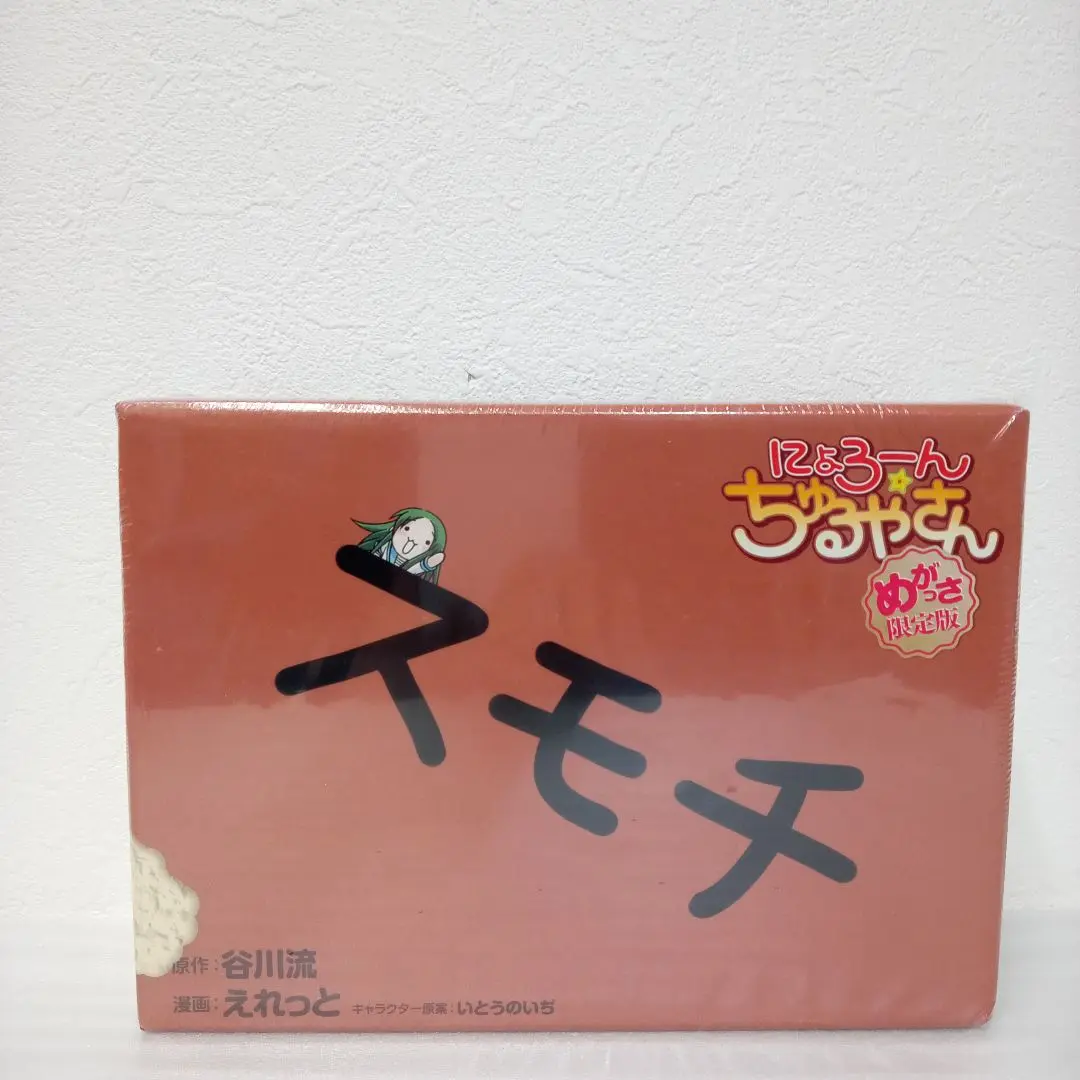 にょろーん
ちゅるやさん
めがっさ
限定版
スモチ
原作：谷川流
漫画：えれっと キャラクター原案：いとうのいぢ